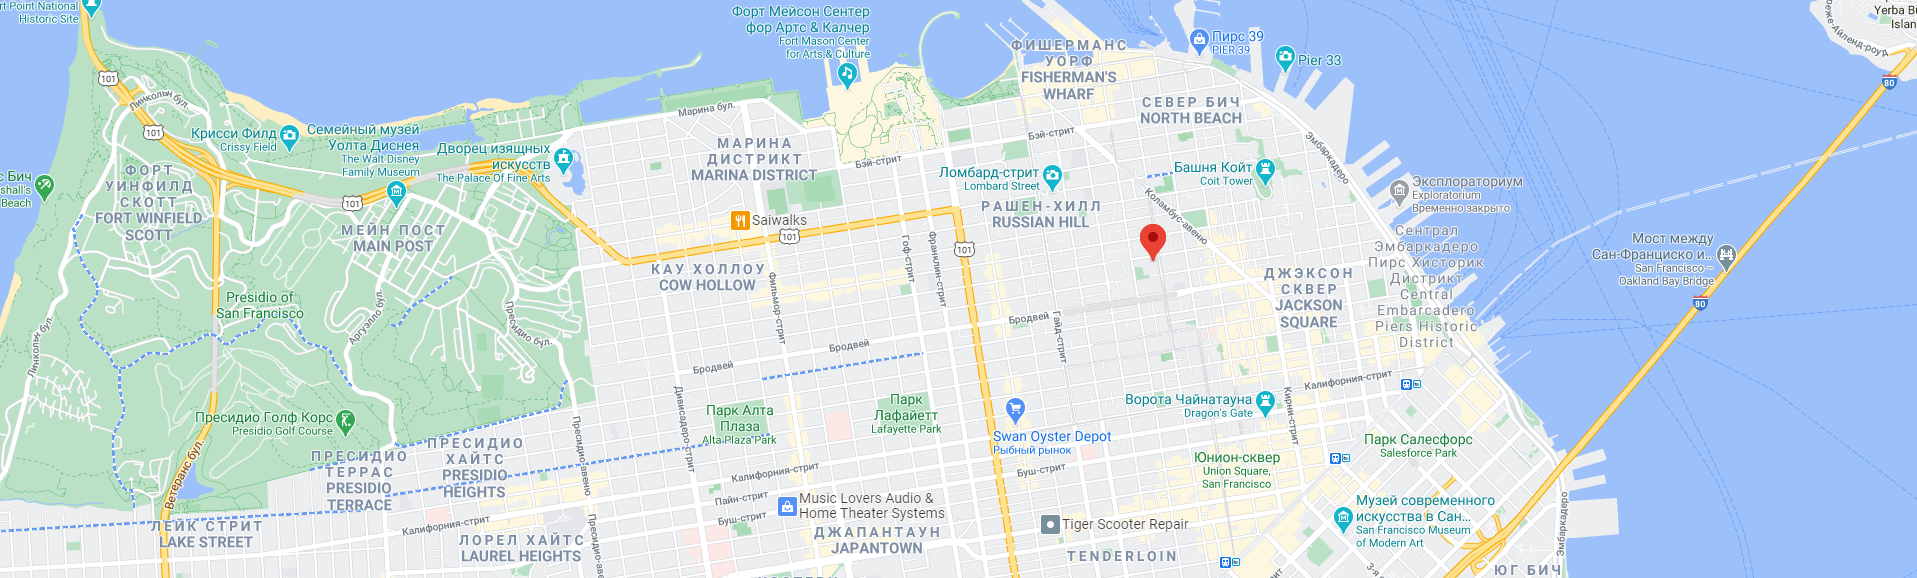 rt Point National
Historic Site
101
Линкольн бул.
101
Крисси Филд
Crissy Field
Семейный музей
Уолта Диснея
The Walt Disney
Family Museum
Дворец изящных
искусств
The Palace Of Fine Arts
101
с Бич
shall's
Beach
ФОРТ
УИНФИЛД
СКОТТ
FORT WINFIELD
SCOTT
МЕЙН ПОСТ
MAIN POST
Presidio of
San Francisco
Линкольн бул.
Аргуэлло бул.
Пресидио бул.
Пресидио Голф Корс
Presidio Golf Course
Ветеранс бул.
ПРЕСИДИО
ТЕРРАС
PRESIDIO
TERRACE
ПРЕСИДИО
ХАЙТС
PRESIDIO
HEIGHTS
ЛЕЙК СТРИТ
LAKE STREET
Калифорния-стрит
ЛОРЕЛ ХАЙТС
LAUREL HEIGHTS
Пресидио-авеню
Пресидио-авеню
Форт Мейсон Сентер
фор Артс & Калчер
Fort Mason Center
for Arts & Culture
Марина бул.
МАРИНА
ДИСТРИКТ
MARINA DISTRICT
Бэй-стрит
Saiwalks
101
КАУ ХОЛЛОУ
COW HOLLOW
Филмор-стрит
Гоф-стрит
Франклин-стрит
101
Бродвей
Бродвей
Бродвей
Дивисадеро-стрит
Парк Алта
Плаза
Alta Plaza Park
Парк
Лафайетт
Lafayette Park
Калифорния-стрит
Пайн-стрит
Буш-стрит
Music Lovers Audio &
Home Theater Systems
ДЖАПАНТАУН
JAPANTOWN
ФИШЕРМАНС
УОРФ
FISHERMAN'S
WHARF
Пирс 39
PIER 39
Pier 33
СЕВЕР БИЧ
NORTH BEACH
Бэй-стрит
Эмбаркадеро
Ломбард-стрит
Lombard Street
Башня Койт
Coit Tower
Коламбус-авеню
РАШЕН-ХИЛЛ
RUSSIAN HILL
Эксплораториум
Exploratorium
Временно закрыто
Сентрал
Эмбаркадеро
Пирс Хисторик
Дистрикт
Central
Embarcadero
Piers Historic
District
ДЖЭКСОН
СКВЕР
JACKSON
SQUARE
Гайд-стрит
Калифорния-стрит
Ворота Чайнатауна
Dragon's Gate
Кирни-стрит
Swan Oyster Depot
Рыбный рынок
Буш-стрит
Юнион-сквер
Union Square,
San Francisco
Парк Салесфорс
Salesforce Park
Музей современного
искусства в Сан...
San Francisco Museum
of Modern Art
Tiger Scooter Repair
TENDERLOIN
3-я
Эмбаркадеро
ЮГ БИЧ
Мост между
Сан-Франциско и...
San Francisco –
Oakland Bay Bridge
80
80
Yerba Bu
Islan